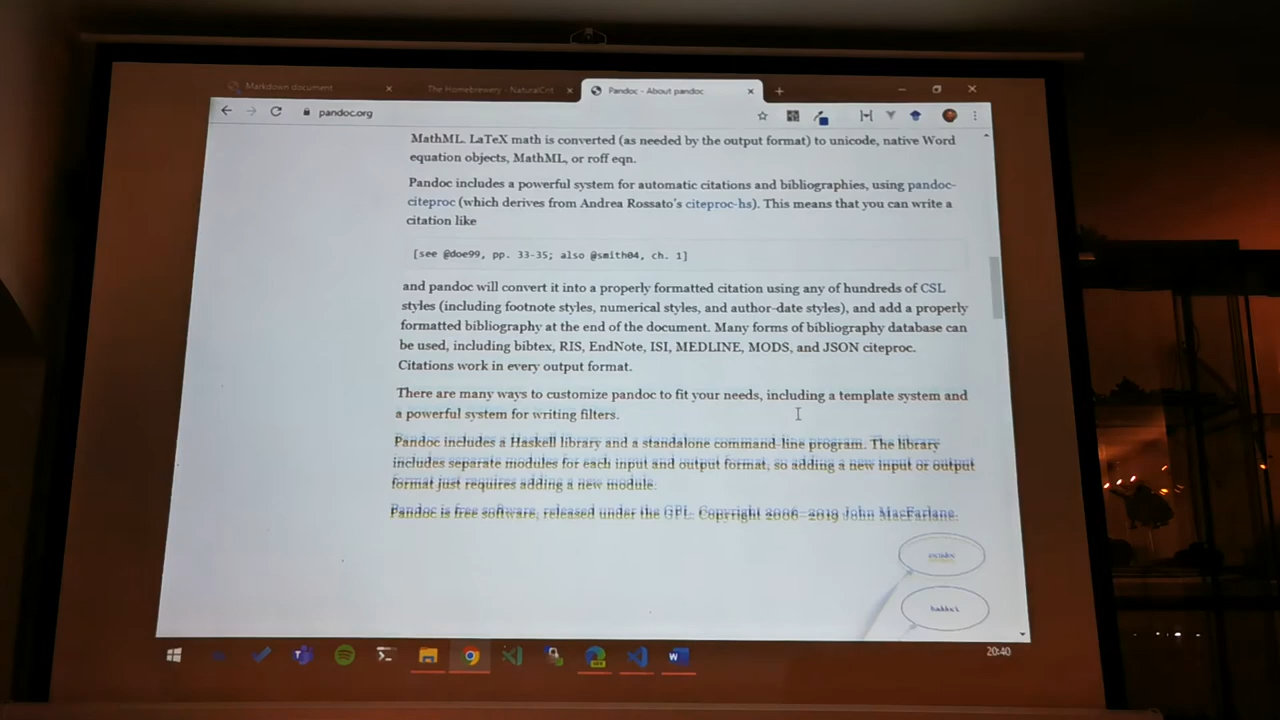 Markdown document
The Homebrewery - NaturalCrit
Pandoc - About pandoc
pandoc.org
MathML. LaTeX math is converted (as needed by the output format) to unicode, native Word
equation objects, MathML, or roff eqn.
Pandoc includes a powerful system for automatic citations and bibliographies, using pandoc-
citeproc (which derives from Andrea Rossato's citeproc-hs). This means that you can write a
citation like
[see @doe99, pp. 33-35; also @smith04, ch. 1]
and pandoc will convert it into a properly formatted citation using any of hundreds of CSL
styles (including footnote styles, numerical styles, and author-date styles), and add a properly
formatted bibliography at the end of the document. Many forms of bibliography database can
be used, including bibtex, RIS, EndNote, ISI, MEDLINE, MODS, and JSON citeproc.
Citations work in every output format.
There are many ways to customize pandoc to fit your needs, including a template system and
a powerful system for writing filters.
Pandoc includes a Haskell library and a standalone command-line program. The library
includes separate modules for each input and output format, so adding a new input or output
format just requires adding a new module.
Pandoc is free software, released under the GPL. Copyright 2006–2019 John MacFarlane.
20:40